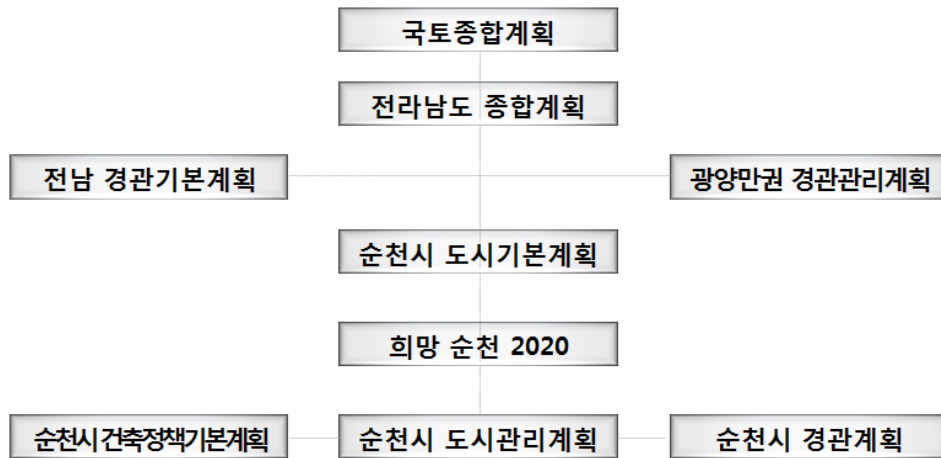 국토종합계획
전라남도 종합계획
전남 경관기본계획
광양만권 경관관리계획
순천시 도시기본계획
희망 순천 2020
순천시 건축정책기본계획
순천시 도시관리계획
순천시 경관계획